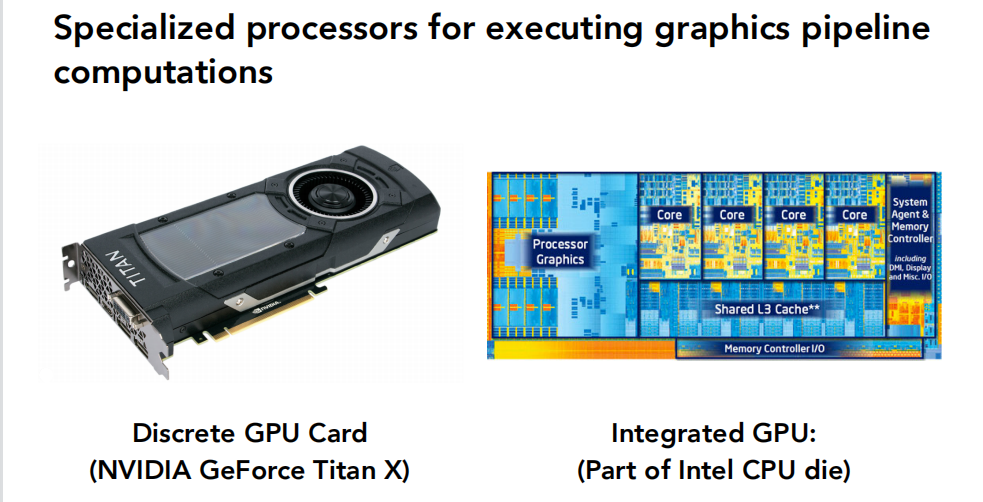 Specialized processors for executing graphics pipeline
computations
TITAN
NVIDIA.
Processor
Graphics
Core
Core
Core
Core
System
Agent &
Memory
Controller
including
DMI, Display
and Misc. I/O
Shared L3 Cache**
Memory Controller I/O
Discrete GPU Card
(NVIDIA GeForce Titan X)
Integrated GPU:
(Part of Intel CPU die)